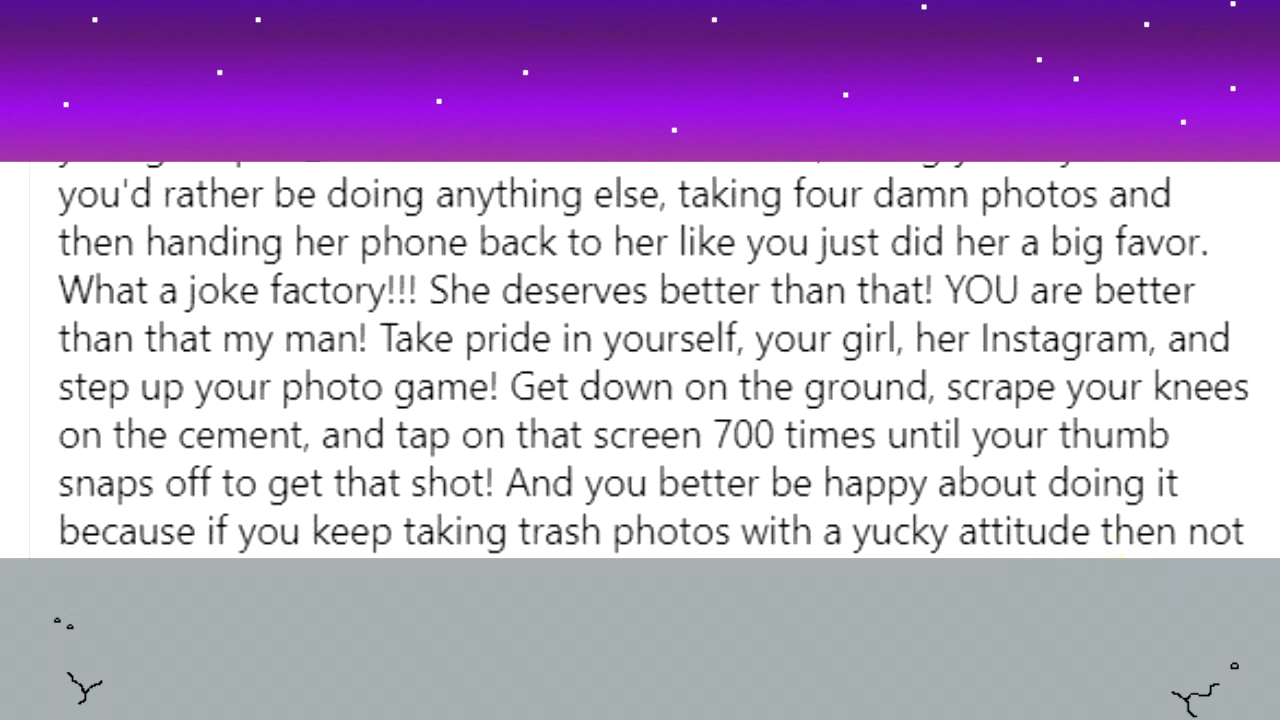 you'd rather be doing anything else, taking four damn photos and
then handing her phone back to her like you just did her a big favor.
What a joke factory!!! She deserves better than that! YOU are better
than that my man! Take pride in yourself, your girl, her Instagram, and
step up your photo game! Get down on the ground, scrape your knees
on the cement, and tap on that screen 700 times until your thumb
snaps off to get that shot! And you better be happy about doing it
because if you keep taking trash photos with a yucky attitude then not